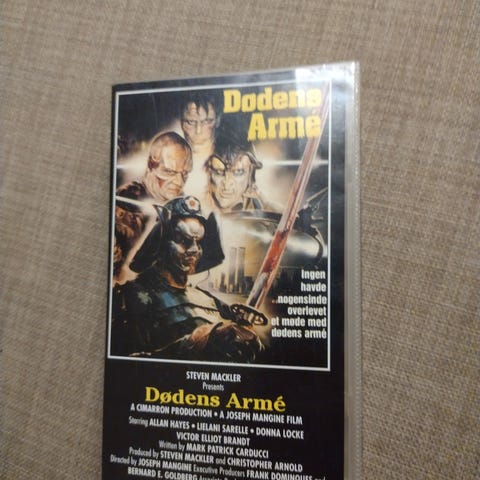 Dødens
Armé
Ingen
havde
nogensinde
overlevet
et møde med
dødens armé
STEVEN MACKLER
Presents
Dødens Armé
A CIMARRON PRODUCTION • A JOSEPH MANGINE FILM
Starring ALLAN HAYES • LIELANI SARELLE • DONNA LOCKE
VICTOR ELLIOT BRANDT
Written by MARK PATRICK CARDUCCI
Produced by STEVEN MACKLER and CHRISTOPHER ARNOLD
Directed by JOSEPH MANGINE Executive Producers FRANK DOMINQUES and
BERNARD E. GOLDBERG